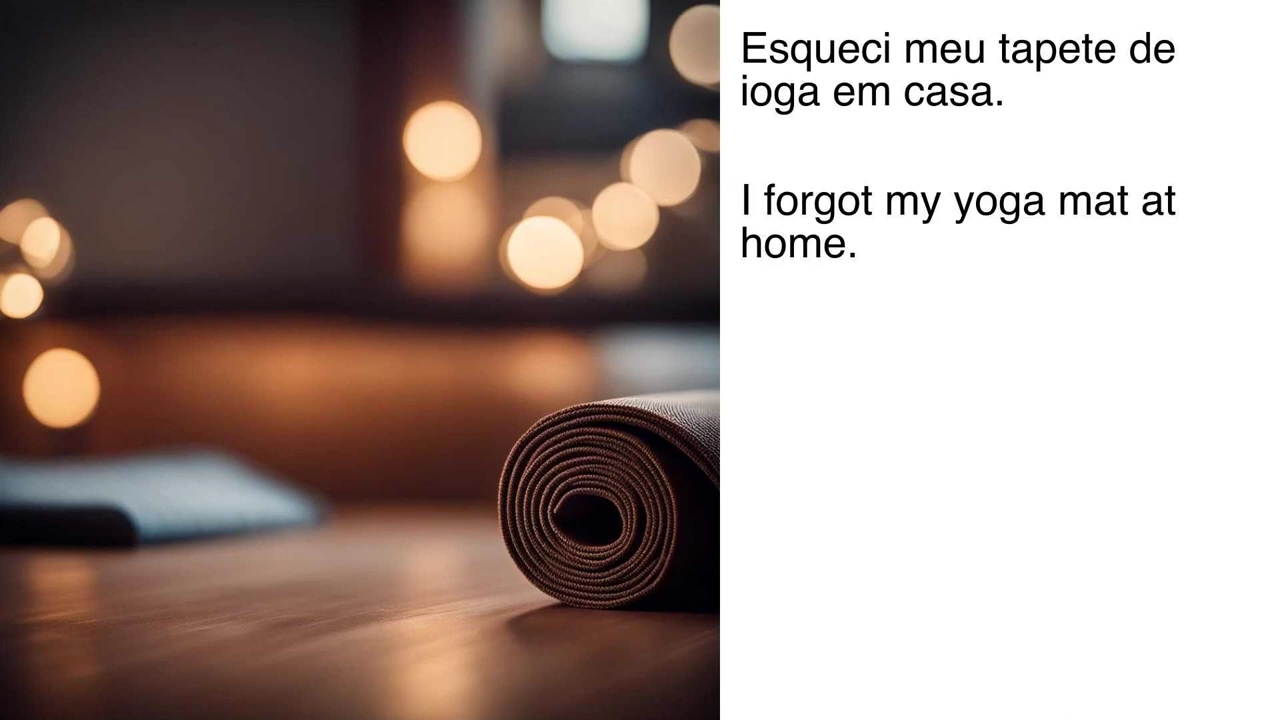 Esqueci meu tapete de
ioga em casa.
I forgot my yoga mat at
home.